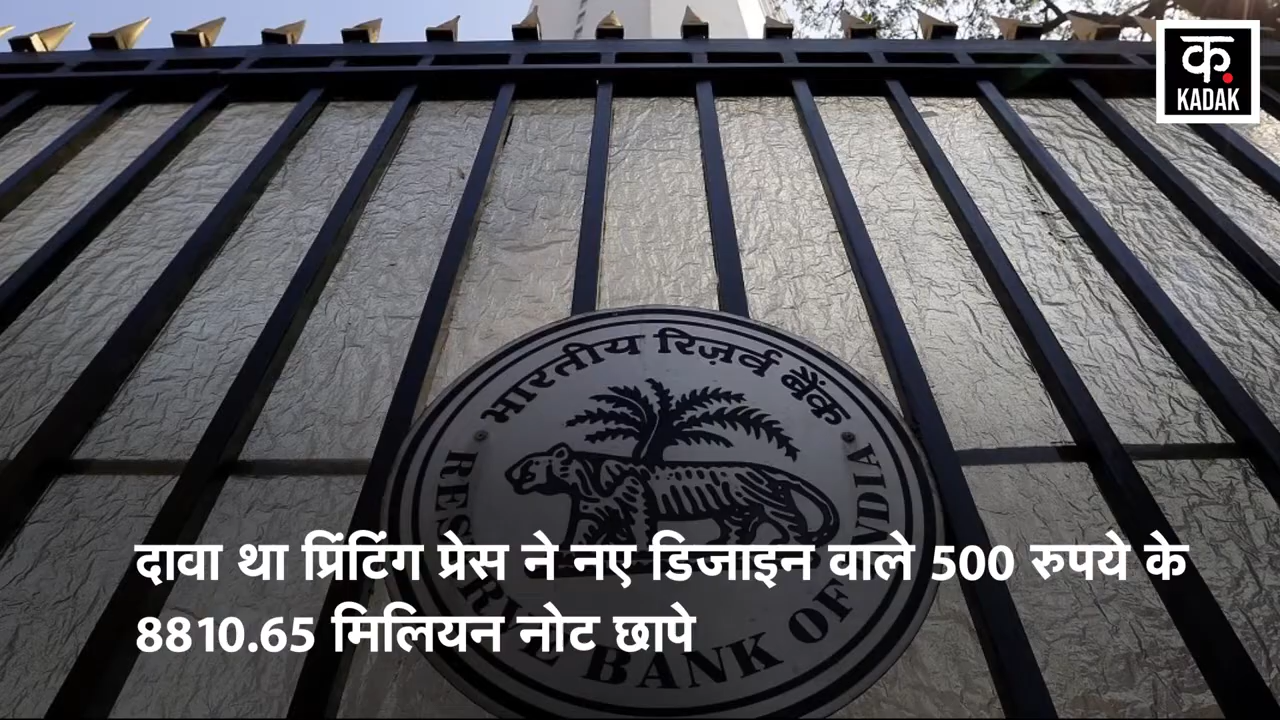 क.
KADAK
भारतीय रिज़र्व बैंक
RESERVE BANK OF INDIA
दावा था प्रिंटिंग प्रेस ने नए डिजाइन वाले 500 रुपये के
8810.65 मिलियन नोट छापे